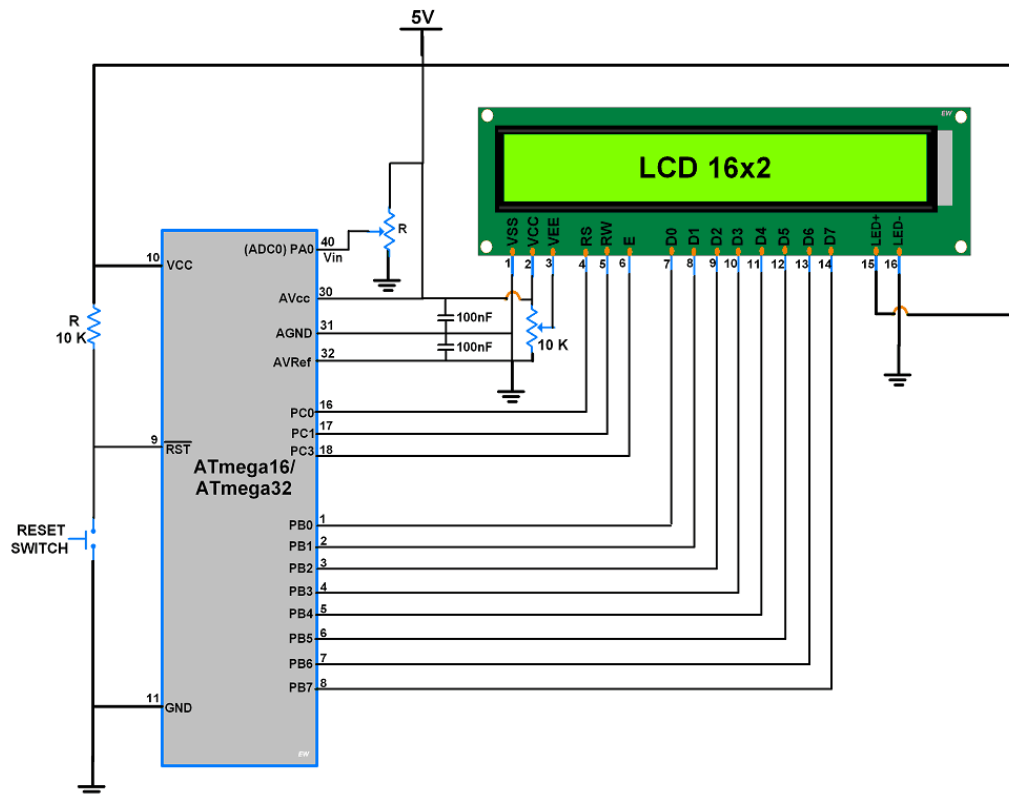 5V
EW
LCD 16x2
VSS VCC VEE RS RW E D0 D1 D2 D3 D4 D5 D6 D7 LED+ LED-
1 2 3 4 5 6 7 8 9 10 11 12 13 14 15 16
R
(ADC0) PA0 40
Vin
10 VCC
AVcc 30
100nF
R
10 K
AGND 31
100nF
10 K
AVRef 32
PC0 16
PC1 17
PC3 18
9 RST
ATmega16/
ATmega32
RESET
SWITCH
PB0 1
PB1 2
PB2 3
PB3 4
PB4 5
PB5 6
PB6 7
PB7 8
11 GND
EW